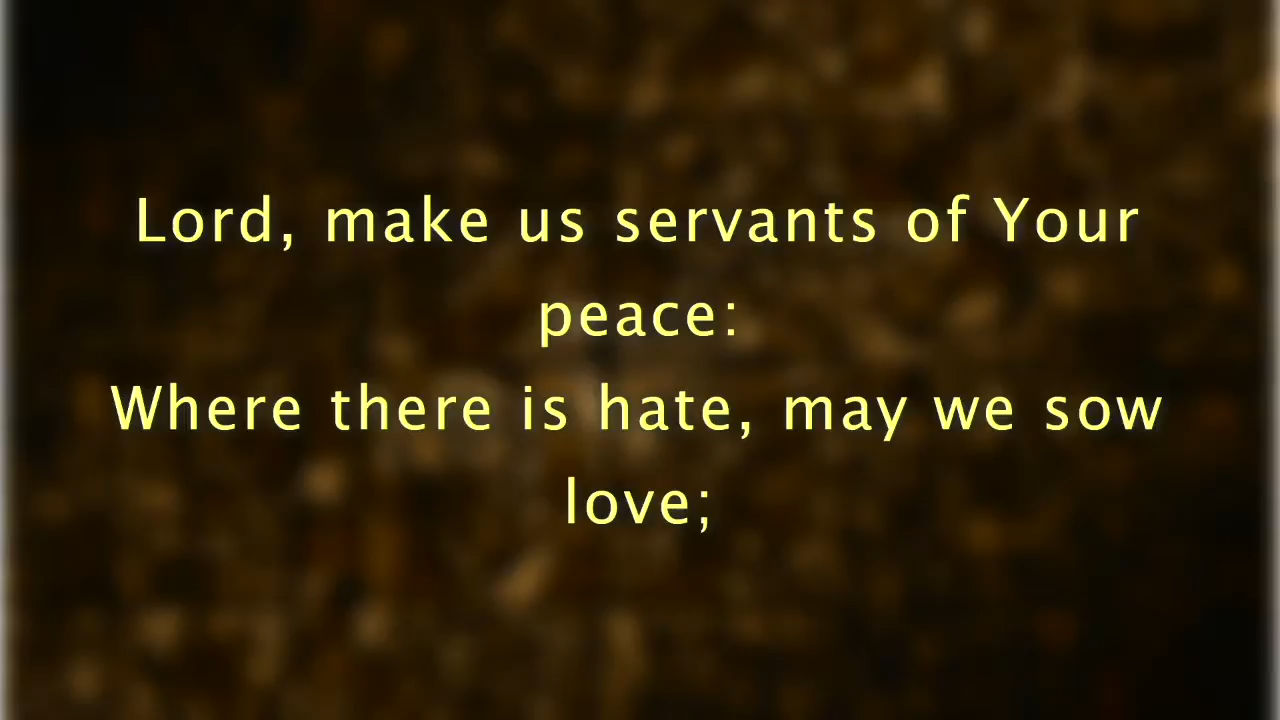 Lord, make us servants of Your
peace:
Where there is hate, may we sow
love;